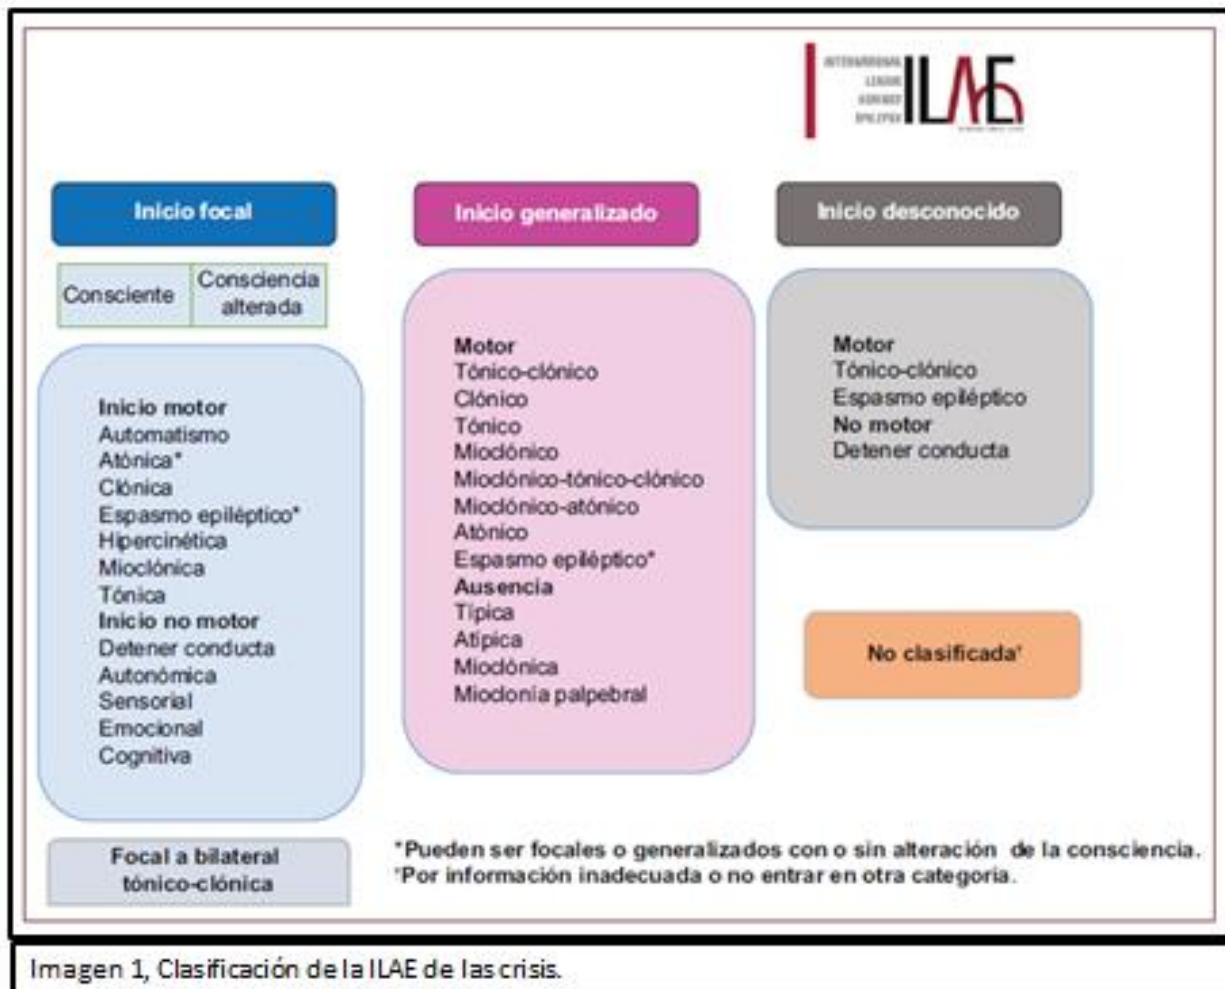 ILAE
Inicio focal
Consciente
Consciencia
alterada
Inicio motor
Automatismo
Atónica*
Clónica
Espasmo epiléptico*
Hipercinética
Mioclónica
Tónica
Inicio no motor
Detener conducta
Autonómica
Sensorial
Emocional
Cognitiva
Focal a bilateral
tónico-clónica
Inicio generalizado
Motor
Tónico-clónico
Clónico
Tónico
Mioclónico
Mioclónico-tónico-clónico
Mioclónico-atónico
Atónico
Espasmo epiléptico*
Ausencia
Típica
Atípica
Mioclónica
Mioclonía palpebral
Inicio desconocido
Motor
Tónico-clónico
Espasmo epiléptico
No motor
Detener conducta
No clasificada'
*Pueden ser focales o generalizados con o sin alteración de la consciencia.
'Por información inadecuada o no entrar en otra categoría.
Imagen 1, Clasificación de la ILAE de las crisis.